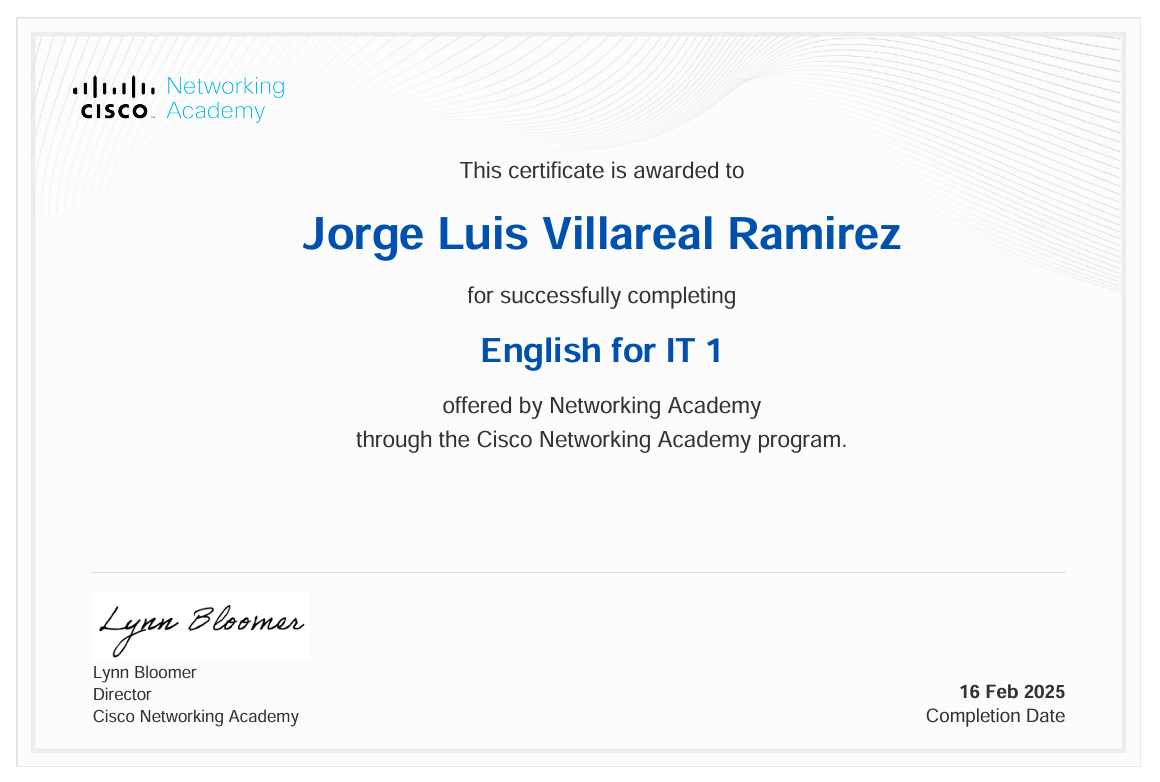 CISCO Networking
Academy
This certificate is awarded to
Jorge Luis Villareal Ramirez
for successfully completing
English for IT 1
offered by Networking Academy
through the Cisco Networking Academy program.
Lynn Bloomer
Lynn Bloomer
Director
Cisco Networking Academy
16 Feb 2025
Completion Date